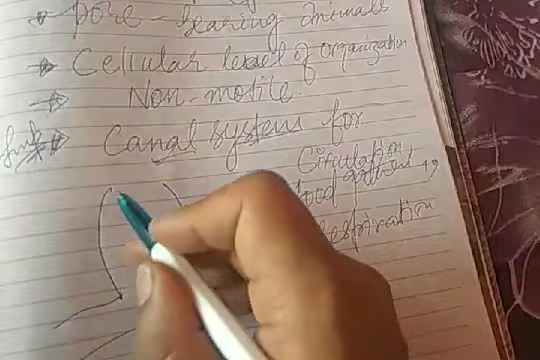 Pore - bearing animals
Cellular level of organization
Non-motile.
Canal system for
Circulation
food gathering
respiration